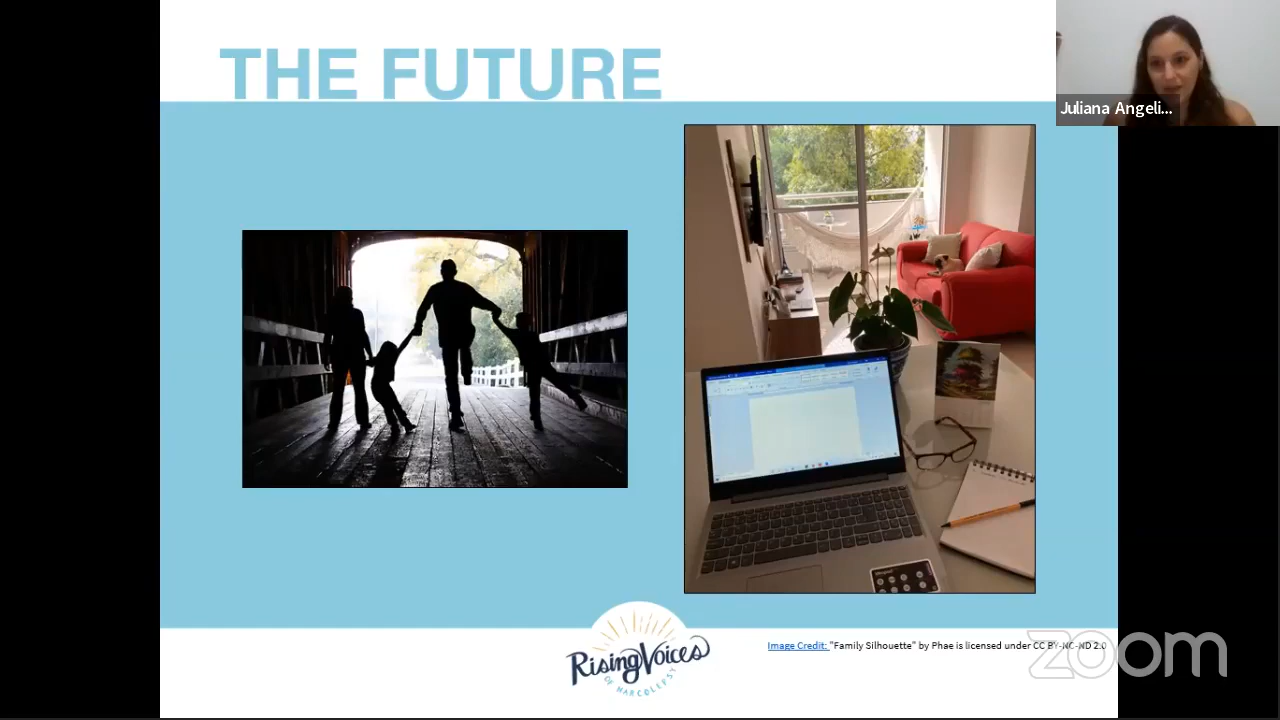 THE FUTURE
Juliana Angeli...
Rising Voices
OF NARCOLEPSY
Image Credit: "Family Silhouette" by Phae is licensed under CC BY-NC-ND 2.0
zoom